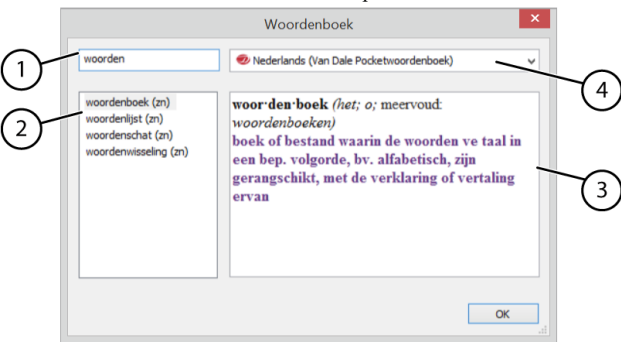 Woordenboek
1
woorden
Nederlands (Van Dale Pocketwoordenboek)
4
2
woordenboek (zn)
woordenlijst (zn)
woordenschat (zn)
woordenwisseling (zn)
woor·den·boek (het; o; meervoud:
woordenboeken)
boek of bestand waarin de woorden ve taal in
een bep. volgorde, bv. alfabetisch, zijn
gerangschikt, met de verklaring of vertaling
ervan
3
OK